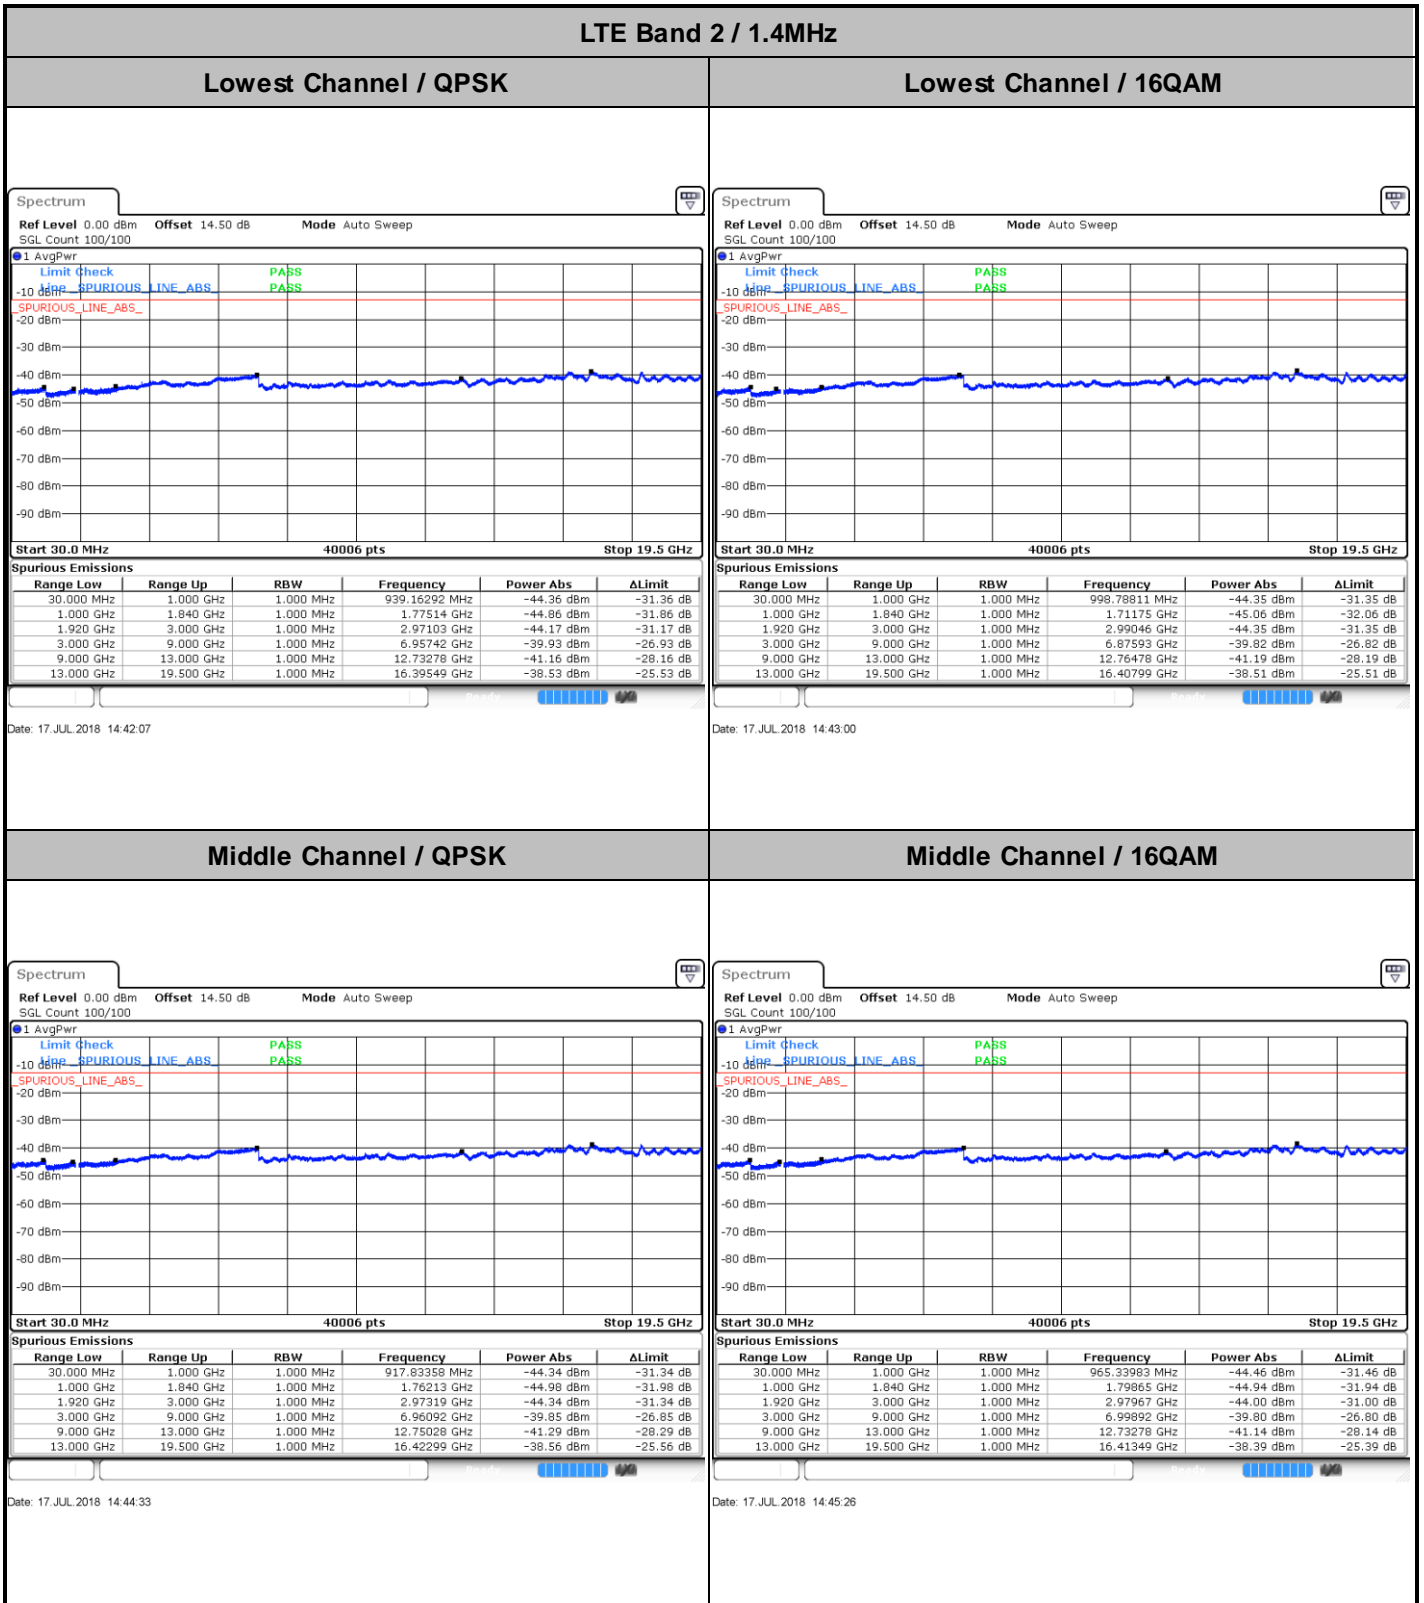 LTE Band 2 / 1.4MHz
Lowest Channel / QPSK
Lowest Channel / 16QAM
Spectrum
Ref Level 0.00 dBm Offset 14.50 dB Mode Auto Sweep
SGL Count 100/100
1 AvgPwr
Limit Check PASS
Line _SPURIOUS_LINE_ABS_ PASS
-10 dBm
_SPURIOUS_LINE_ABS_
-20 dBm
-30 dBm
-40 dBm
-50 dBm
-60 dBm
-70 dBm
-80 dBm
-90 dBm
Start 30.0 MHz 40006 pts Stop 19.5 GHz
Spurious Emissions
Range Low Range Up RBW Frequency Power Abs ΔLimit
30.000 MHz 1.000 GHz 1.000 MHz 939.16292 MHz -44.36 dBm -31.36 dB
1.000 GHz 1.840 GHz 1.000 MHz 1.77514 GHz -44.86 dBm -31.86 dB
1.920 GHz 3.000 GHz 1.000 MHz 2.97103 GHz -44.17 dBm -31.17 dB
3.000 GHz 9.000 GHz 1.000 MHz 6.95742 GHz -39.93 dBm -26.93 dB
9.000 GHz 13.000 GHz 1.000 MHz 12.73278 GHz -41.16 dBm -28.16 dB
13.000 GHz 19.500 GHz 1.000 MHz 16.39549 GHz -38.53 dBm -25.53 dB
Ready
Date: 17.JUL.2018 14:42:07
Spectrum
Ref Level 0.00 dBm Offset 14.50 dB Mode Auto Sweep
SGL Count 100/100
1 AvgPwr
Limit Check PASS
Line _SPURIOUS_LINE_ABS_ PASS
-10 dBm
_SPURIOUS_LINE_ABS_
-20 dBm
-30 dBm
-40 dBm
-50 dBm
-60 dBm
-70 dBm
-80 dBm
-90 dBm
Start 30.0 MHz 40006 pts Stop 19.5 GHz
Spurious Emissions
Range Low Range Up RBW Frequency Power Abs ΔLimit
30.000 MHz 1.000 GHz 1.000 MHz 998.78811 MHz -44.35 dBm -31.35 dB
1.000 GHz 1.840 GHz 1.000 MHz 1.71175 GHz -45.06 dBm -32.06 dB
1.920 GHz 3.000 GHz 1.000 MHz 2.99046 GHz -44.35 dBm -31.35 dB
3.000 GHz 9.000 GHz 1.000 MHz 6.87593 GHz -39.82 dBm -26.82 dB
9.000 GHz 13.000 GHz 1.000 MHz 12.76478 GHz -41.19 dBm -28.19 dB
13.000 GHz 19.500 GHz 1.000 MHz 16.40799 GHz -38.51 dBm -25.51 dB
Ready
Date: 17.JUL.2018 14:43:00
Middle Channel / QPSK
Middle Channel / 16QAM
Spectrum
Ref Level 0.00 dBm Offset 14.50 dB Mode Auto Sweep
SGL Count 100/100
1 AvgPwr
Limit Check PASS
Line _SPURIOUS_LINE_ABS_ PASS
-10 dBm
_SPURIOUS_LINE_ABS_
-20 dBm
-30 dBm
-40 dBm
-50 dBm
-60 dBm
-70 dBm
-80 dBm
-90 dBm
Start 30.0 MHz 40006 pts Stop 19.5 GHz
Spurious Emissions
Range Low Range Up RBW Frequency Power Abs ΔLimit
30.000 MHz 1.000 GHz 1.000 MHz 917.83358 MHz -44.34 dBm -31.34 dB
1.000 GHz 1.840 GHz 1.000 MHz 1.76213 GHz -44.98 dBm -31.98 dB
1.920 GHz 3.000 GHz 1.000 MHz 2.97319 GHz -44.34 dBm -31.34 dB
3.000 GHz 9.000 GHz 1.000 MHz 6.96092 GHz -39.85 dBm -26.85 dB
9.000 GHz 13.000 GHz 1.000 MHz 12.75028 GHz -41.29 dBm -28.29 dB
13.000 GHz 19.500 GHz 1.000 MHz 16.42299 GHz -38.56 dBm -25.56 dB
Ready
Date: 17.JUL.2018 14:44:33
Spectrum
Ref Level 0.00 dBm Offset 14.50 dB Mode Auto Sweep
SGL Count 100/100
1 AvgPwr
Limit Check PASS
Line _SPURIOUS_LINE_ABS_ PASS
-10 dBm
_SPURIOUS_LINE_ABS_
-20 dBm
-30 dBm
-40 dBm
-50 dBm
-60 dBm
-70 dBm
-80 dBm
-90 dBm
Start 30.0 MHz 40006 pts Stop 19.5 GHz
Spurious Emissions
Range Low Range Up RBW Frequency Power Abs ΔLimit
30.000 MHz 1.000 GHz 1.000 MHz 965.33983 MHz -44.46 dBm -31.46 dB
1.000 GHz 1.840 GHz 1.000 MHz 1.79865 GHz -44.94 dBm -31.94 dB
1.920 GHz 3.000 GHz 1.000 MHz 2.97967 GHz -44.00 dBm -31.00 dB
3.000 GHz 9.000 GHz 1.000 MHz 6.99892 GHz -39.80 dBm -26.80 dB
9.000 GHz 13.000 GHz 1.000 MHz 12.73278 GHz -41.14 dBm -28.14 dB
13.000 GHz 19.500 GHz 1.000 MHz 16.41349 GHz -38.39 dBm -25.39 dB
Ready
Date: 17.JUL.2018 14:45:26